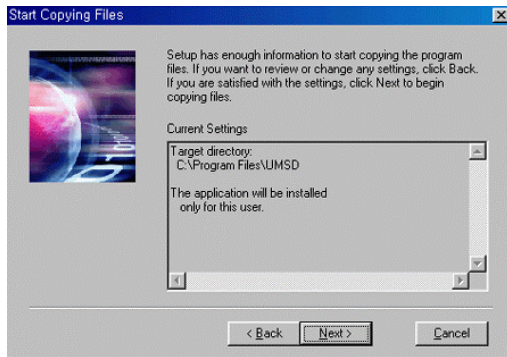 Start Copying Files
Setup has enough information to start copying the program
files. If you want to review or change any settings, click Back.
If you are satisfied with the settings, click Next to begin
copying files.
Current Settings
Target directory:
C:\Program Files\UMSD
The application will be installed
only for this user.
< Back
Next >
Cancel